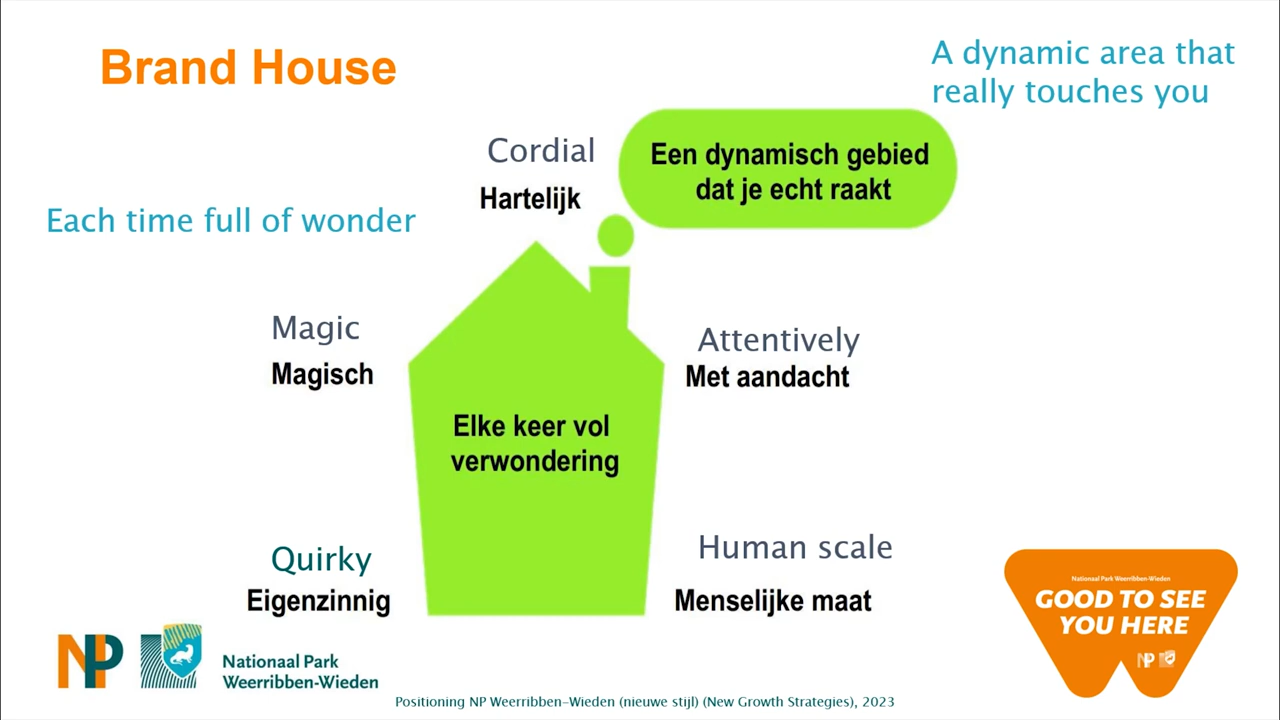 Brand House
A dynamic area that
really touches you
Cordial
Hartelijk
Een dynamisch gebied
dat je echt raakt
Each time full of wonder
Magic
Magisch
Attentively
Met aandacht
Elke keer vol
verwondering
Quirky
Eigenzinnig
Human scale
Menselijke maat
NP
Nationaal Park
Weerribben-Wieden
Nationaal Park Weerribben-Wieden
GOOD TO SEE
YOU HERE
NP
Positioning NP Weerribben-Wieden (nieuwe stijl) (New Growth Strategies), 2023